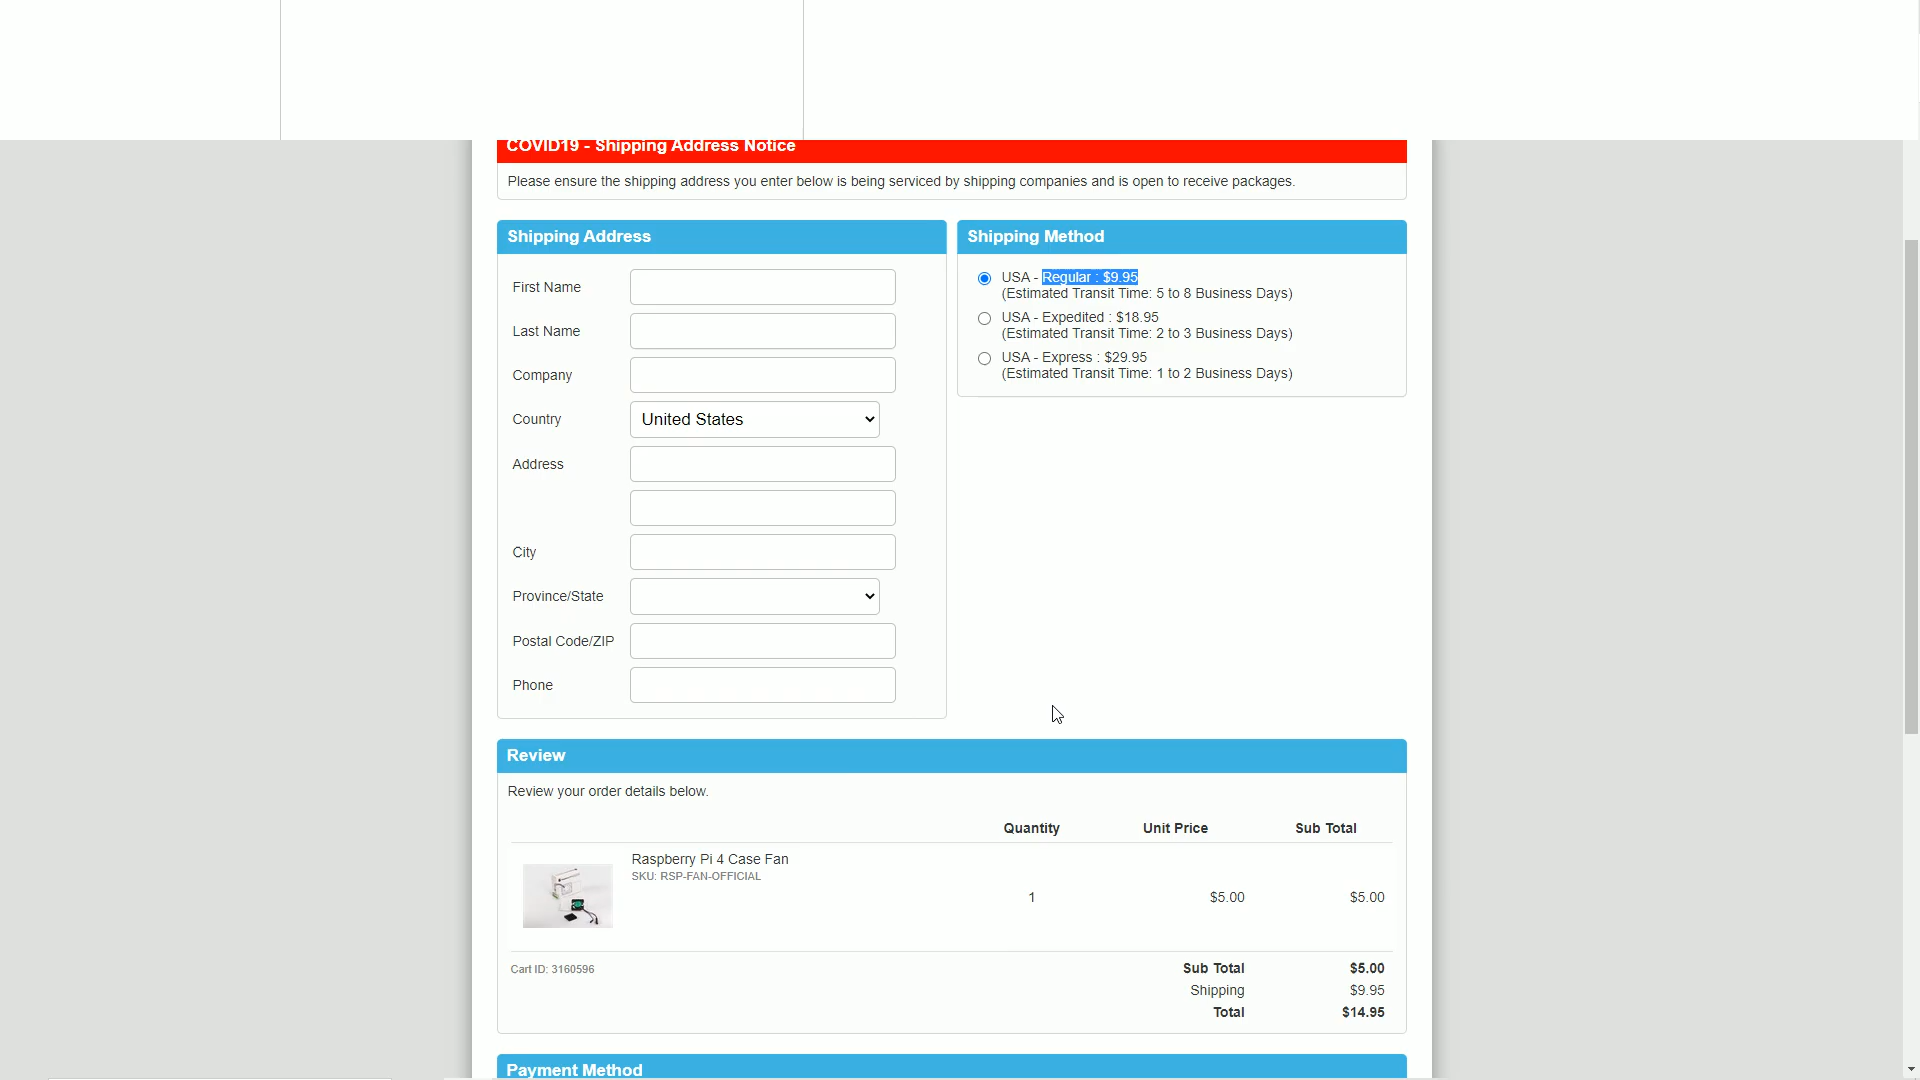 COVID19 - Shipping Address Notice
Please ensure the shipping address you enter below is being serviced by shipping companies and is open to receive packages.
Shipping Address
First Name
Last Name
Company
Country
United States
Address
City
Province/State
Postal Code/ZIP
Phone
Shipping Method
USA - Regular : $9.95
(Estimated Transit Time: 5 to 8 Business Days)
USA - Expedited : $18.95
(Estimated Transit Time: 2 to 3 Business Days)
USA - Express : $29.95
(Estimated Transit Time: 1 to 2 Business Days)
Review
Review your order details below.
Quantity Unit Price Sub Total
Raspberry Pi 4 Case Fan
SKU: RSP-FAN-OFFICIAL
1 $5.00 $5.00
Cart ID: 3160596
Sub Total $5.00
Shipping $9.95
Total $14.95
Payment Method